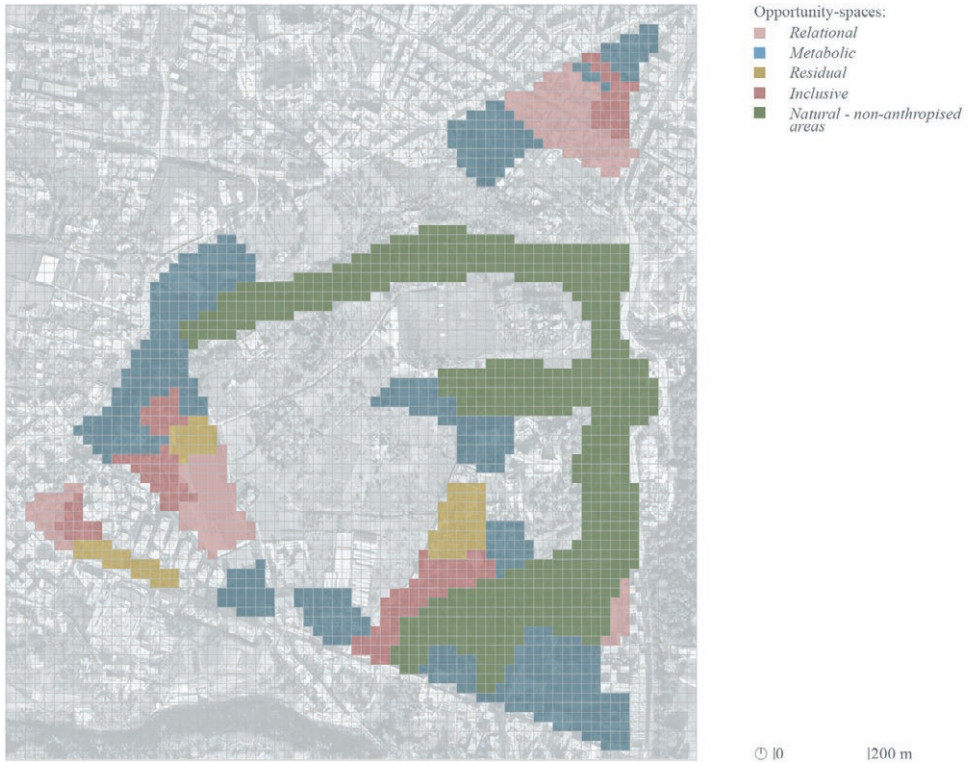 Opportunity-spaces:
Relational
Metabolic
Residual
Inclusive
Natural - non-anthropised
areas
|0 |200 m